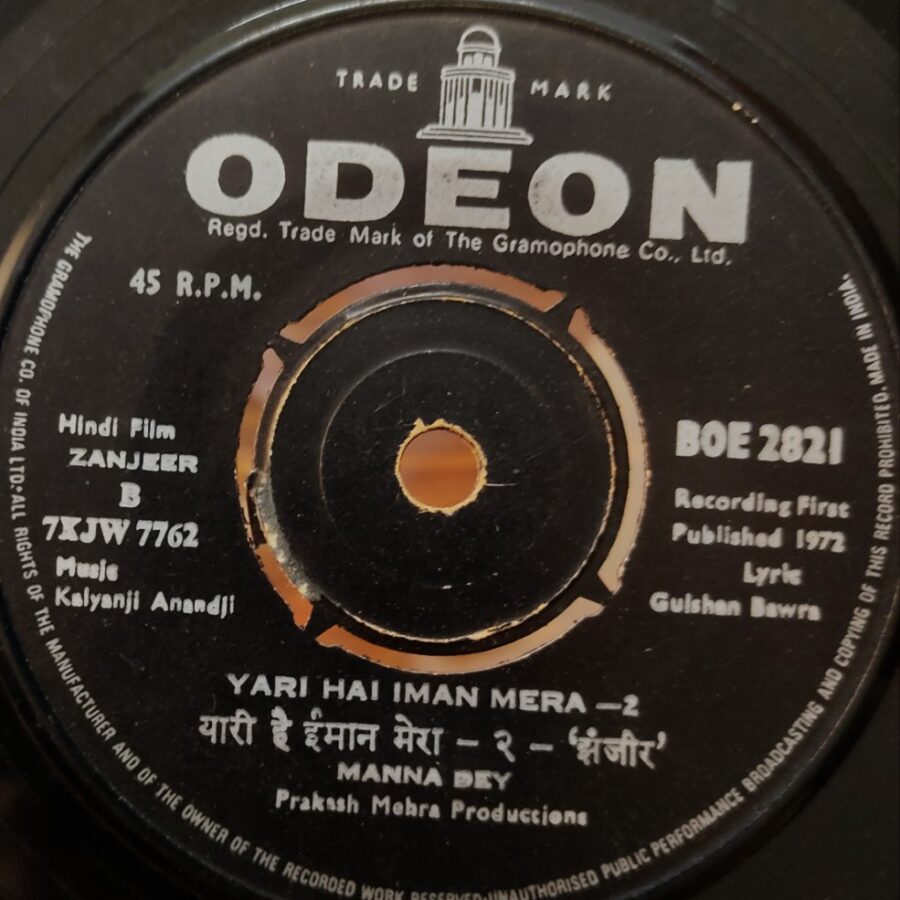 TRADE MARK
ODEON
Regd. Trade Mark of The Gramophone Co., Ltd.
45 R.P.M.
Hindi Film
ZANJEER
B
7XJW 7762
Music
Kalyanji Anandji
BOE 2821
Recording First
Published 1972
Lyric
Gulshan Bawra
YARI HAI IMAN MERA —2
यारी है ईमान मेरा – २ – ‘झंजीर’
MANNA DEY
Prakash Mehra Productions
THE GRAMOPHONE CO. OF INDIA LTD. ALL RIGHTS OF THE MANUFACTURER AND OF THE OWNER OF THE RECORDED WORK RESERVED. UNAUTHORISED PUBLIC PERFORMANCE BROADCASTING AND COPYING OF THIS RECORD PROHIBITED. MADE IN INDIA.